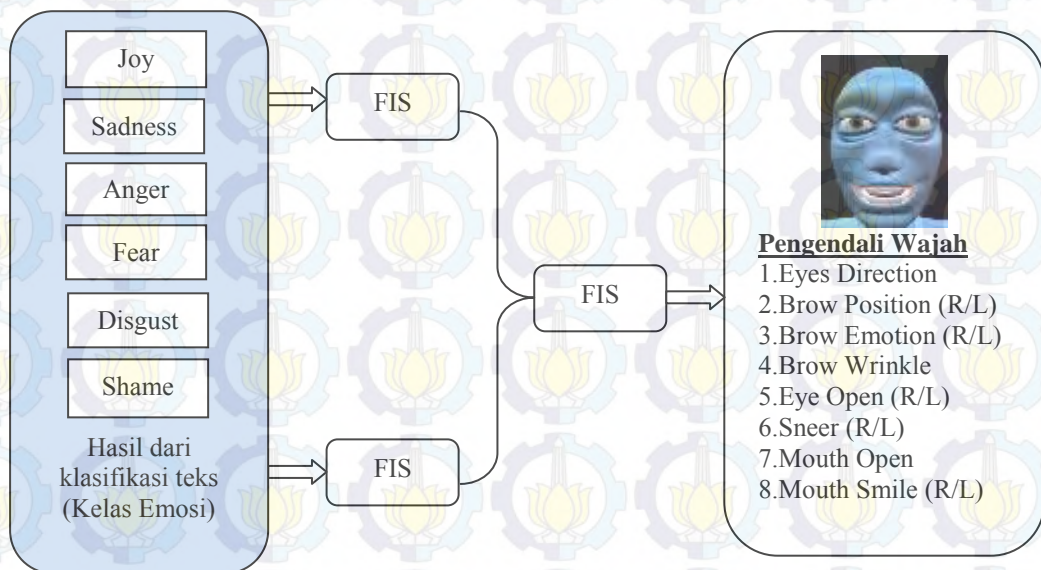 Joy
Sadness
Anger
Fear
Disgust
Shame
Hasil dari
klasifikasi teks
(Kelas Emosi)
FIS
FIS
FIS
Pengendali Wajah
1.Eyes Direction
2.Brow Position (R/L)
3.Brow Emotion (R/L)
4.Brow Wrinkle
5.Eye Open (R/L)
6.Sneer (R/L)
7.Mouth Open
8.Mouth Smile (R/L)